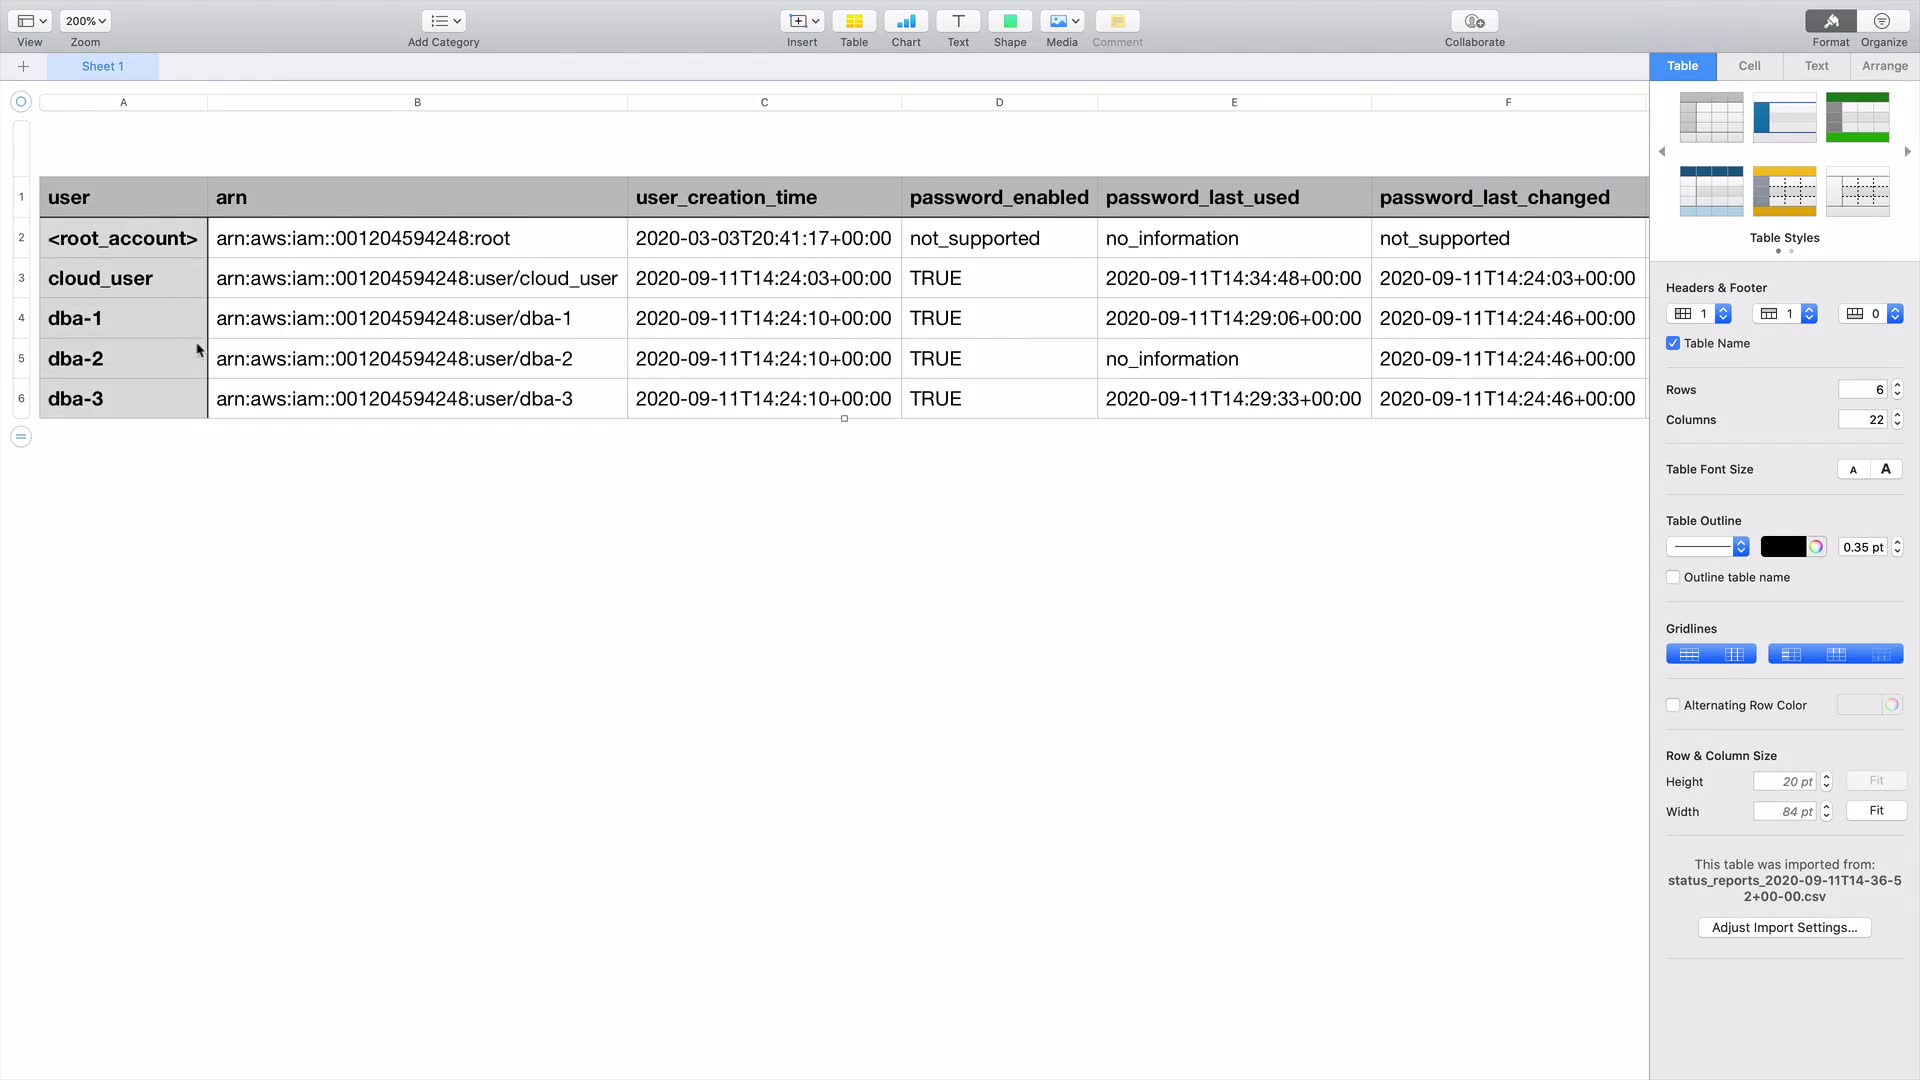 200%
View
Zoom
Add Category
Insert
Table
Chart
Text
Shape
Media
Comment
Collaborate
Format
Organize
Sheet 1
Table
Cell
Text
Arrange
A B C D E F
1 user arn user_creation_time password_enabled password_last_used password_last_changed
2 <root_account> arn:aws:iam::001204594248:root 2020-03-03T20:41:17+00:00 not_supported no_information not_supported
3 cloud_user arn:aws:iam::001204594248:user/cloud_user 2020-09-11T14:24:03+00:00 TRUE 2020-09-11T14:34:48+00:00 2020-09-11T14:24:03+00:00
4 dba-1 arn:aws:iam::001204594248:user/dba-1 2020-09-11T14:24:10+00:00 TRUE 2020-09-11T14:29:06+00:00 2020-09-11T14:24:46+00:00
5 dba-2 arn:aws:iam::001204594248:user/dba-2 2020-09-11T14:24:10+00:00 TRUE no_information 2020-09-11T14:24:46+00:00
6 dba-3 arn:aws:iam::001204594248:user/dba-3 2020-09-11T14:24:10+00:00 TRUE 2020-09-11T14:29:33+00:00 2020-09-11T14:24:46+00:00
Table Styles
Headers & Footer
1 1 0
Table Name
Rows 6
Columns 22
Table Font Size A A
Table Outline
0.35 pt
Outline table name
Gridlines
Alternating Row Color
Row & Column Size
Height 20 pt Fit
Width 84 pt Fit
This table was imported from:
status_reports_2020-09-11T14-36-5
2+00-00.csv
Adjust Import Settings...